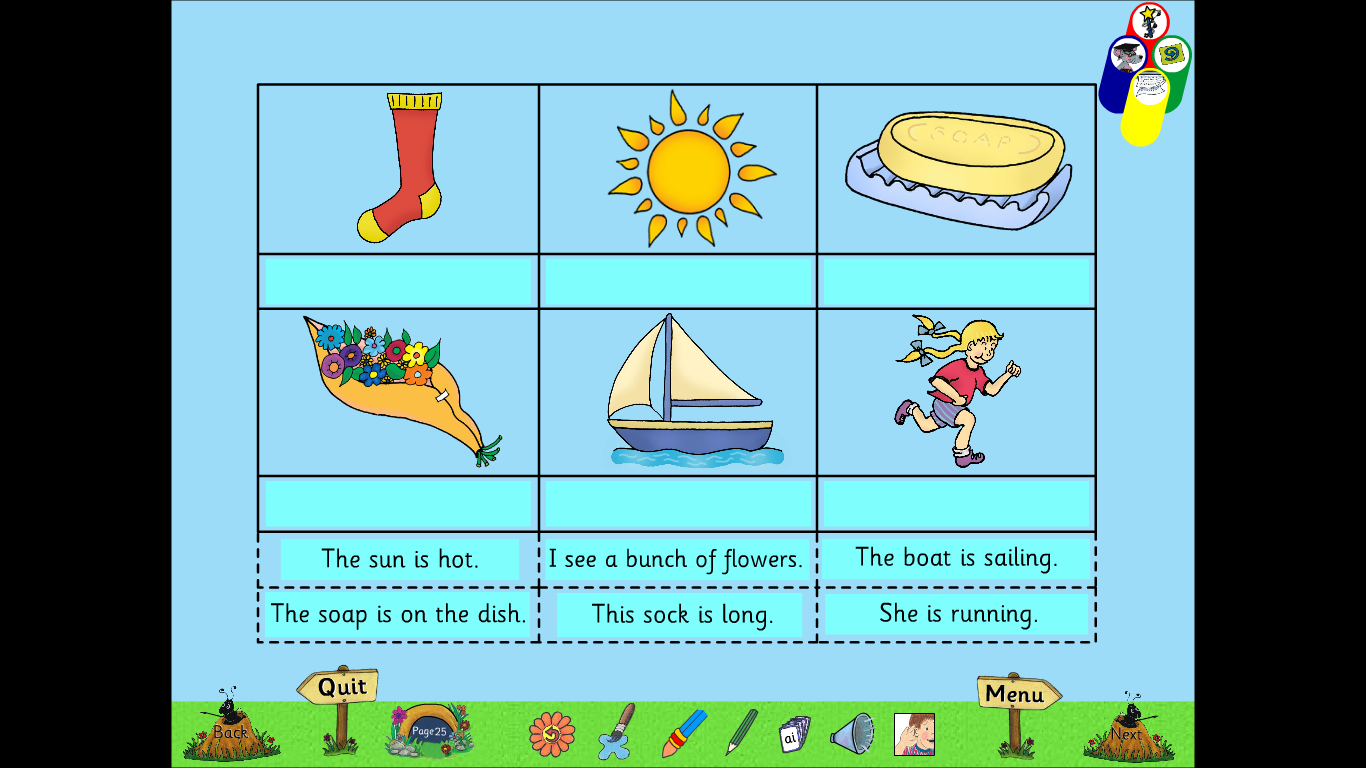 SOAP
The sun is hot.
I see a bunch of flowers.
The boat is sailing.
The soap is on the dish.
This sock is long.
She is running.
Quit
Menu
Back
Page25
ai
Next